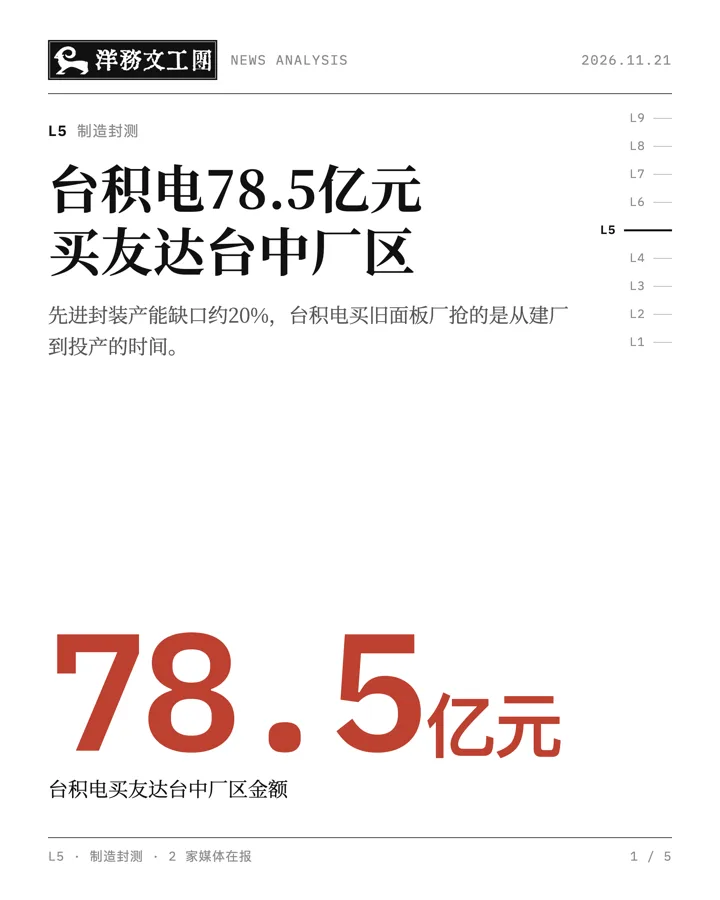 洋務文工團 NEWS ANALYSIS 2026.11.21
L5 制造封测
台积电78.5亿元
买友达台中厂区
先进封装产能缺口约20%，台积电买旧面板厂抢的是从建厂
到投产的时间。
L9
L8
L7
L6
L5
L4
L3
L2
L1
78.5亿元
台积电买友达台中厂区金额
L5 · 制造封测 · 2 家媒体在报 1 / 5